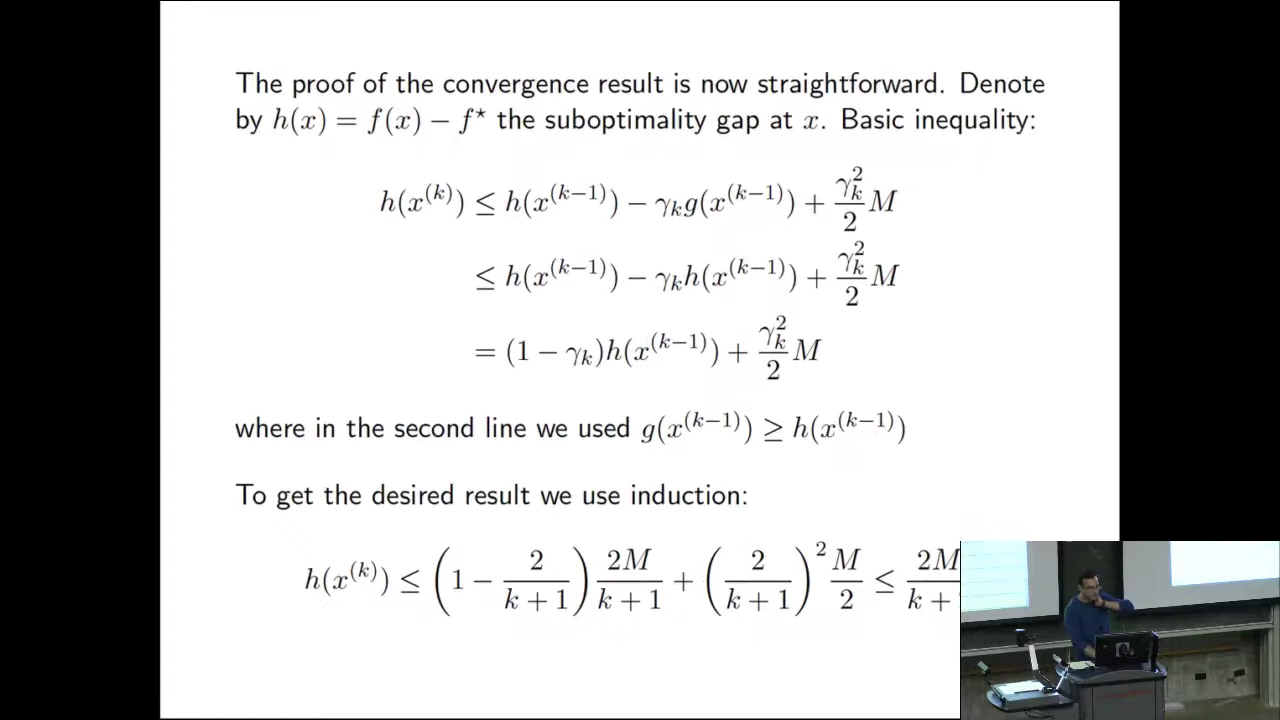 The proof of the convergence result is now straightforward. Denote
by h(x) = f(x) − f⋆ the suboptimality gap at x. Basic inequality:
h(x^(k)) ≤ h(x^(k−1)) − γ_k g(x^(k−1)) + γ_k^2/2 M
≤ h(x^(k−1)) − γ_k h(x^(k−1)) + γ_k^2/2 M
= (1 − γ_k)h(x^(k−1)) + γ_k^2/2 M
where in the second line we used g(x^(k−1)) ≥ h(x^(k−1))
To get the desired result we use induction:
h(x^(k)) ≤ (1 − 2/(k + 1)) 2M/(k + 1) + (2/(k + 1))^2 M/2 ≤ 2M/(k +